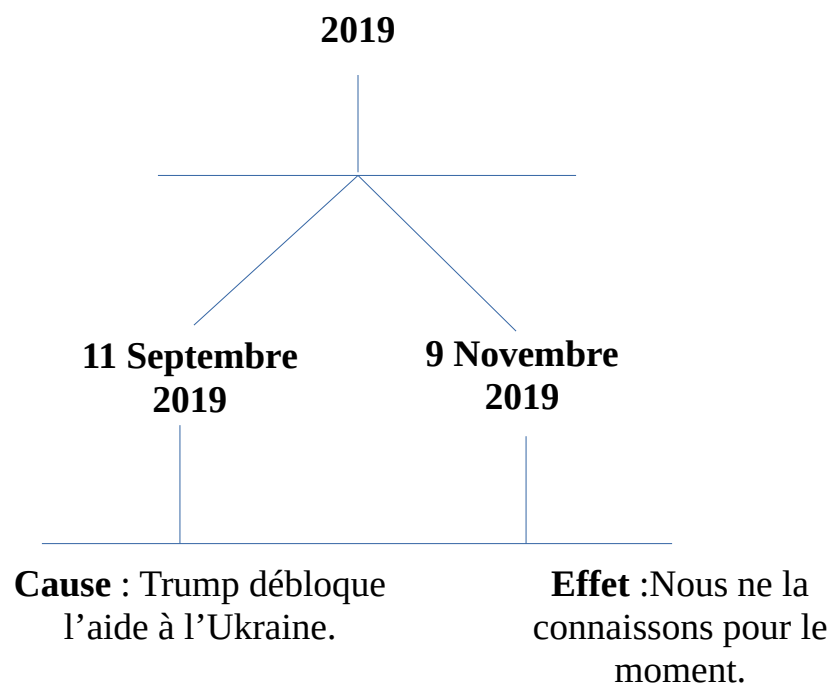 2019
11 Septembre
2019
9 Novembre
2019
Cause : Trump débloque
l’aide à l’Ukraine.
Effet :Nous ne la
connaissons pour le
moment.